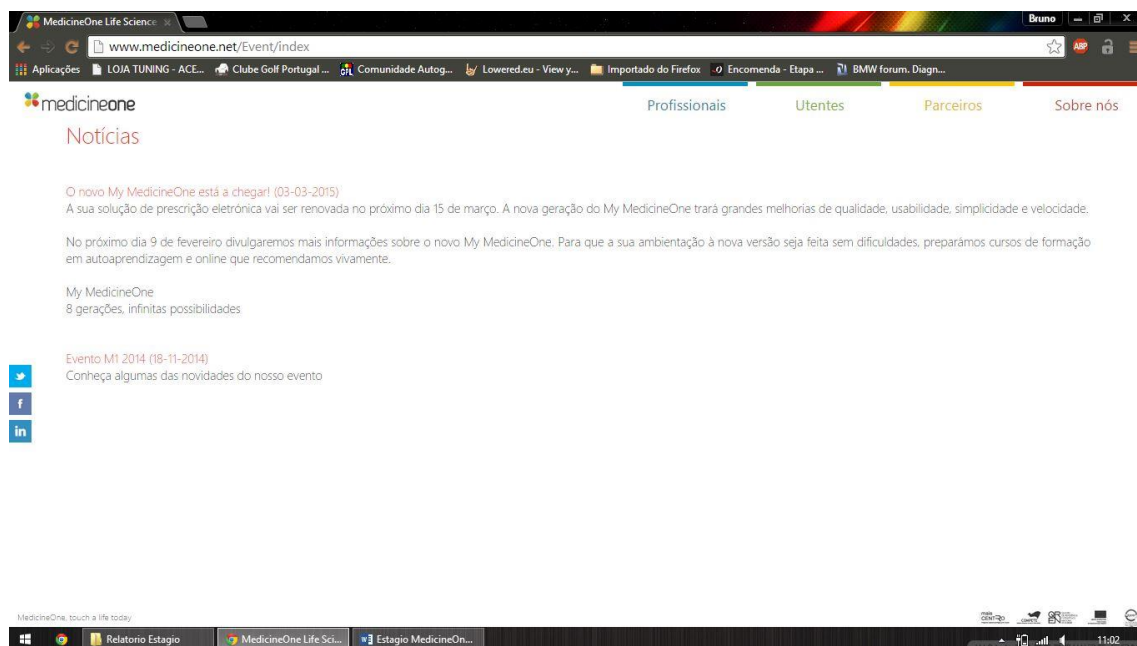 MedicineOne Life Science
Bruno
www.medicineone.net/Event/index
ABP
Aplicações
LOJA TUNING - ACE...
Clube Golf Portugal ...
Comunidade Autog...
Lowered.eu - View y...
Importado do Firefox
Encomenda - Etapa ...
BMW forum. Diagn...
medicineone
Profissionais
Utentes
Parceiros
Sobre nós
Notícias
O novo My MedicineOne está a chegar! (03-03-2015)
A sua solução de prescrição eletrónica vai ser renovada no próximo dia 15 de março. A nova geração do My MedicineOne trará grandes melhorias de qualidade, usabilidade, simplicidade e velocidade.
No próximo dia 9 de fevereiro divulgaremos mais informações sobre o novo My MedicineOne. Para que a sua ambientação à nova versão seja feita sem dificuldades, preparámos cursos de formação
em autoaprendizagem e online que recomendamos vivamente.
My MedicineOne
8 gerações, infinitas possibilidades
Evento M1 2014 (18-11-2014)
Conheça algumas das novidades do nosso evento
f
in
MedicineOne, touch a life today
mais CENTRO
COMPETE
QREN
Relatorio Estagio
MedicineOne Life Sci...
Estagio MedicineOn...
11:02